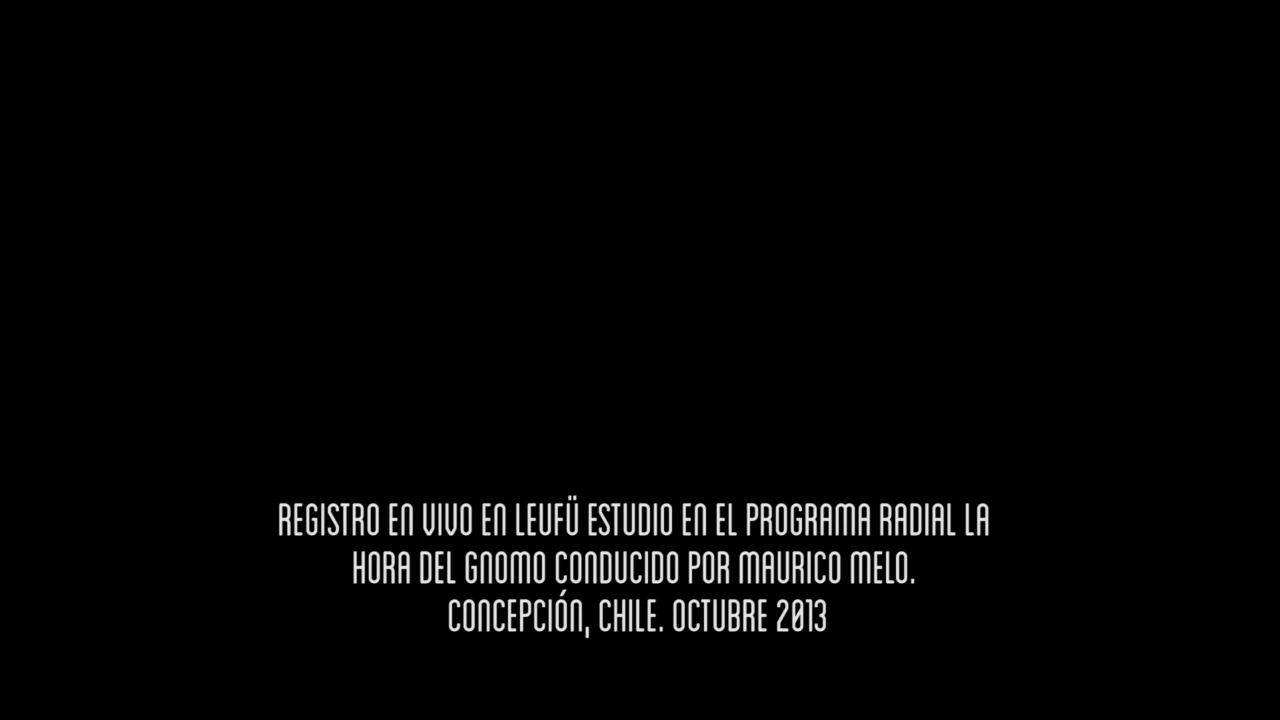 REGISTRO EN VIVO EN LEUFÜ ESTUDIO EN EL PROGRAMA RADIAL LA
HORA DEL GNOMO CONDUCIDO POR MAURICO MELO.
CONCEPCIÓN, CHILE. OCTUBRE 2013